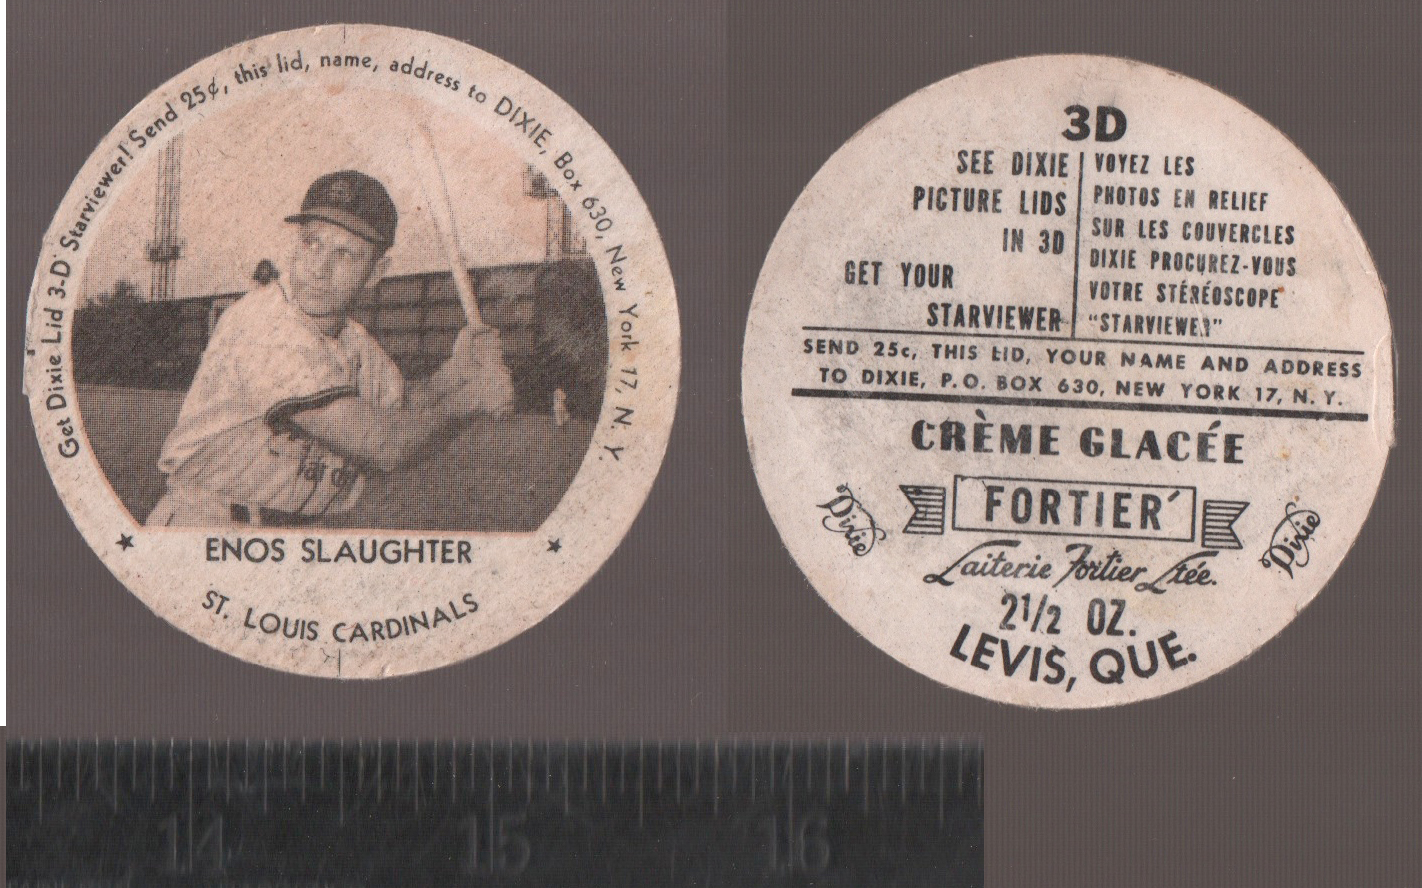 Get Dixie Lid 3-D Starviewer! Send 25¢, this lid, name, address to DIXIE, Box 630, New York 17, N. Y.
ENOS SLAUGHTER
ST. LOUIS CARDINALS
3D
SEE DIXIE
PICTURE LIDS
IN 3D
GET YOUR
STARVIEWER
VOYEZ LES
PHOTOS EN RELIEF
SUR LES COUVERCLES
DIXIE PROCUREZ-VOUS
VOTRE STÉRÉOSCOPE
"STARVIEWER"
SEND 25c, THIS LID, YOUR NAME AND ADDRESS
TO DIXIE, P.O. BOX 630, NEW YORK 17, N. Y.
CRÈME GLACÉE
Dixie
FORTIER
Dixie
Laiterie Fortier Ltée.
2 1/2 OZ.
LEVIS, QUE.
14 15 16